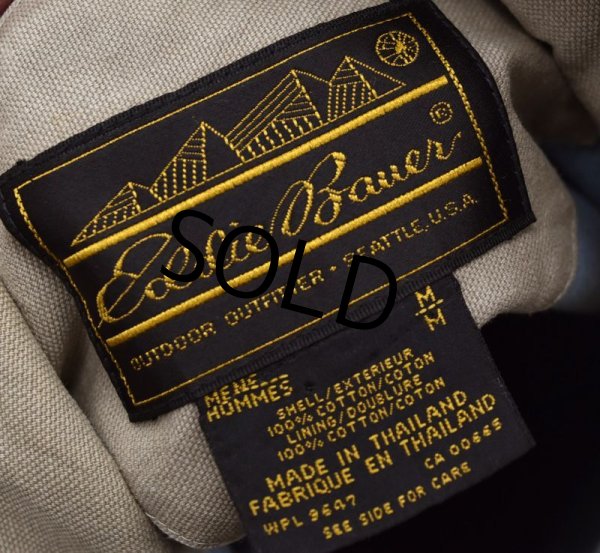 Eddie Bauer ®
OUTDOOR OUTFITTER · SEATTLE, U.S.A.
SOLD
M/M
MENS
HOMMES
SHELL/EXTÉRIEUR
100% COTTON/COTON
LINING/DOUBLURE
100% COTTON/COTON
MADE IN THAILAND
FABRIQUE EN THAILAND
WPL 9647 CA 00665
SEE SIDE FOR CARE